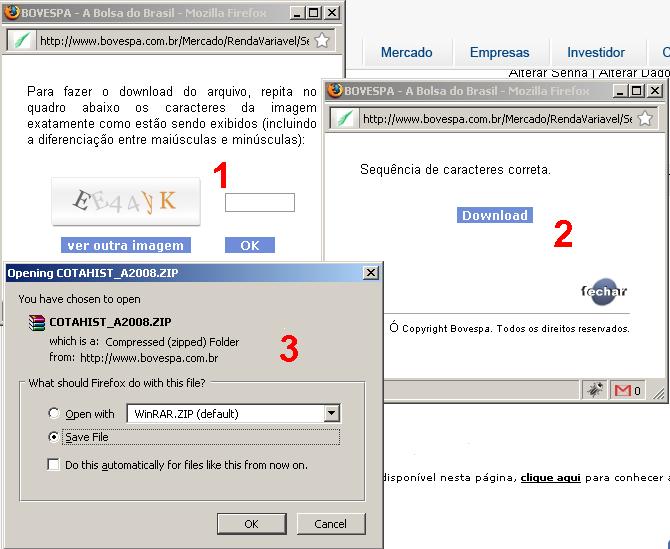 BOVESPA - A Bolsa do Brasil - Mozilla Firefox
http://www.bovespa.com.br/Mercado/RendaVariavel/
Para fazer o download do arquivo, repita no
quadro abaixo os caracteres da imagem
exatamente como estão sendo exibidos (incluindo
a diferenciação entre maiúsculas e minúsculas):
1
EE44yK
ver outra imagem
OK
Mercado
Empresas
Investidor
Alterar Senha | Alterar Dado
BOVESPA - A Bolsa do Brasil - Mozilla Firefox
http://www.bovespa.com.br/Mercado/RendaVariavel/Se
Sequência de caracteres correta.
Download
2
fechar
Ó Copyright Bovespa. Todos os direitos reservados.
0
Opening COTAHIST_A2008.ZIP
You have chosen to open
COTAHIST_A2008.ZIP
which is a: Compressed (zipped) Folder
from: http://www.bovespa.com.br
3
What should Firefox do with this file?
Open with WinRAR.ZIP (default)
Save File
Do this automatically for files like this from now on.
OK Cancel
disponível nesta página, clique aqui para conhecer a